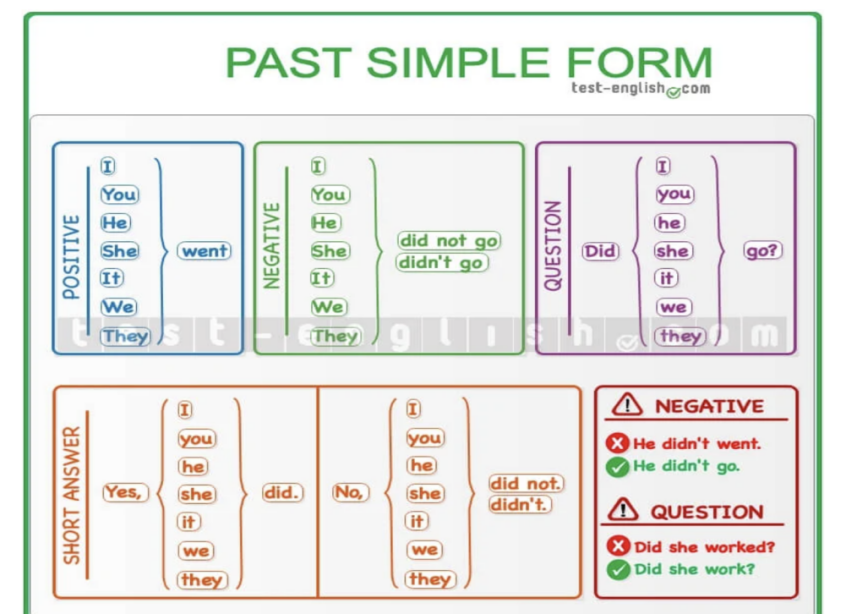 PAST SIMPLE FORM
test-english.com
POSITIVE
I
You
He
She
It
We
They
went
NEGATIVE
I
You
He
She
It
We
They
did not go
didn't go
QUESTION
Did
I
you
he
she
it
we
they
go?
test-english.com
SHORT ANSWER
Yes,
I
you
he
she
it
we
they
did.
No,
I
you
he
she
it
we
they
did not.
didn't.
NEGATIVE
He didn't went.
He didn't go.
QUESTION
Did she worked?
Did she work?